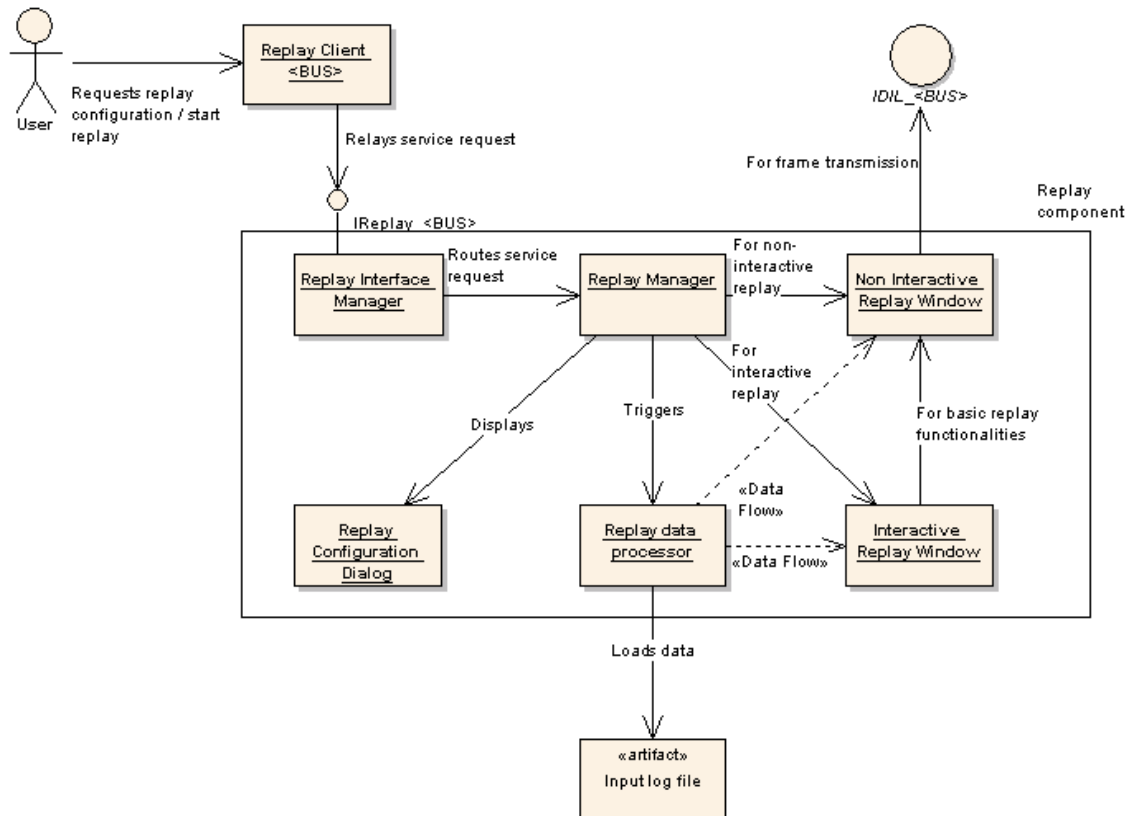 User
Requests replay
configuration / start
replay
Replay Client
<BUS>
Relays service request
IReplay_<BUS>
IDIL_<BUS>
For frame transmission
Replay
component
Replay Interface
Manager
Routes service
request
Replay Manager
For non-
interactive
replay
Non Interactive
Replay Window
Displays
Triggers
For
interactive
replay
For basic replay
functionalities
Replay
Configuration
Dialog
Replay data
processor
«Data
Flow»
«Data Flow»
Interactive
Replay Window
Loads data
«artifact»
Input log file